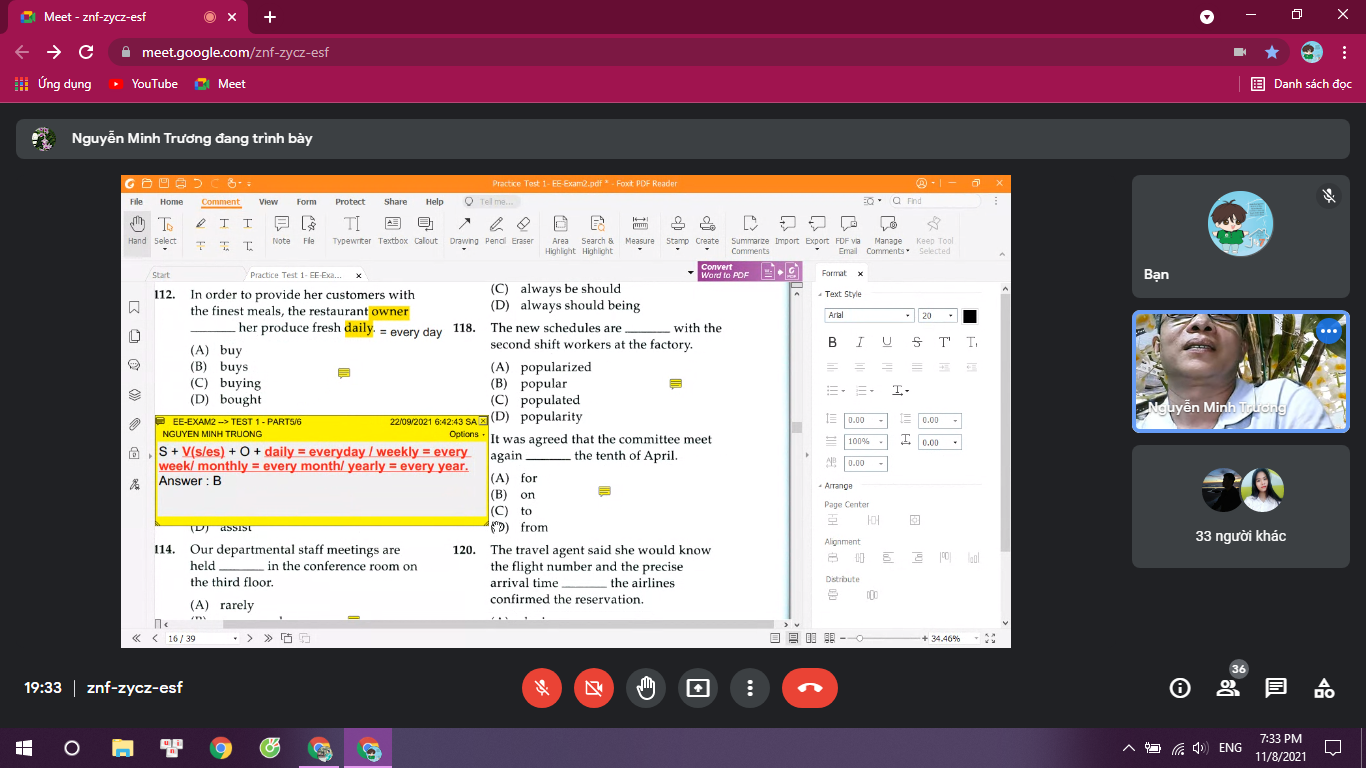 Meet - znf-zycz-esf
meet.google.com/znf-zycz-esf
Ứng dụng
YouTube
Meet
Danh sách đọc
Nguyễn Minh Trương đang trình bày
Practice Test 1- EE-Exam2.pdf * - Foxit PDF Reader
File Home Comment View Form Protect Share Help Tell me... Find
Hand Select Note File Typewriter Textbox Callout Drawing Pencil Eraser Area Highlight Search & Highlight Measure Stamp Create Summarize Comments Import Export FDF via Email Manage Comments Keep Tool Selected
Start
Practice Test 1- EE-Exa...
Convert
Word to PDF
112. In order to provide her customers with
the finest meals, the restaurant owner
_______ her produce fresh daily. = every day
(A) buy
(B) buys
(C) buying
(D) bought
EE-EXAM2 --> TEST 1 - PART5/6 22/09/2021 6:42:43 SA
NGUYEN MINH TRUONG Options
S + V(s/es) + O + daily = everyday / weekly = every
week/ monthly = every month/ yearly = every year.
Answer : B
(D) assist
114. Our departmental staff meetings are
held _______ in the conference room on
the third floor.
(A) rarely
(C) always be should
(D) always should being
118. The new schedules are _______ with the
second shift workers at the factory.
(A) popularized
(B) popular
(C) populated
(D) popularity
It was agreed that the committee meet
again _______ the tenth of April.
(A) for
(B) on
(C) to
(D) from
120. The travel agent said she would know
the flight number and the precise
arrival time _______ the airlines
confirmed the reservation.
Format
Text Style
Arial 20
0.00 0.00
100% 0.00
0.00
Arrange
Page Center
Alignment
Distribute
16 / 39
34.46%
Bạn
Nguyễn Minh Trương
33 người khác
19:33 | znf-zycz-esf
36
ENG
7:33 PM
11/8/2021